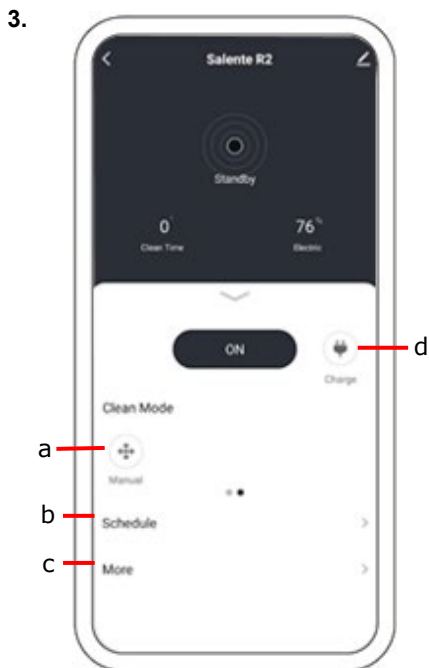 3.
Salente R2
Standby
0'
76%
Clean Time
Electric
ON
d
Charge
Clean Mode
a
Manual
b
Schedule
c
More